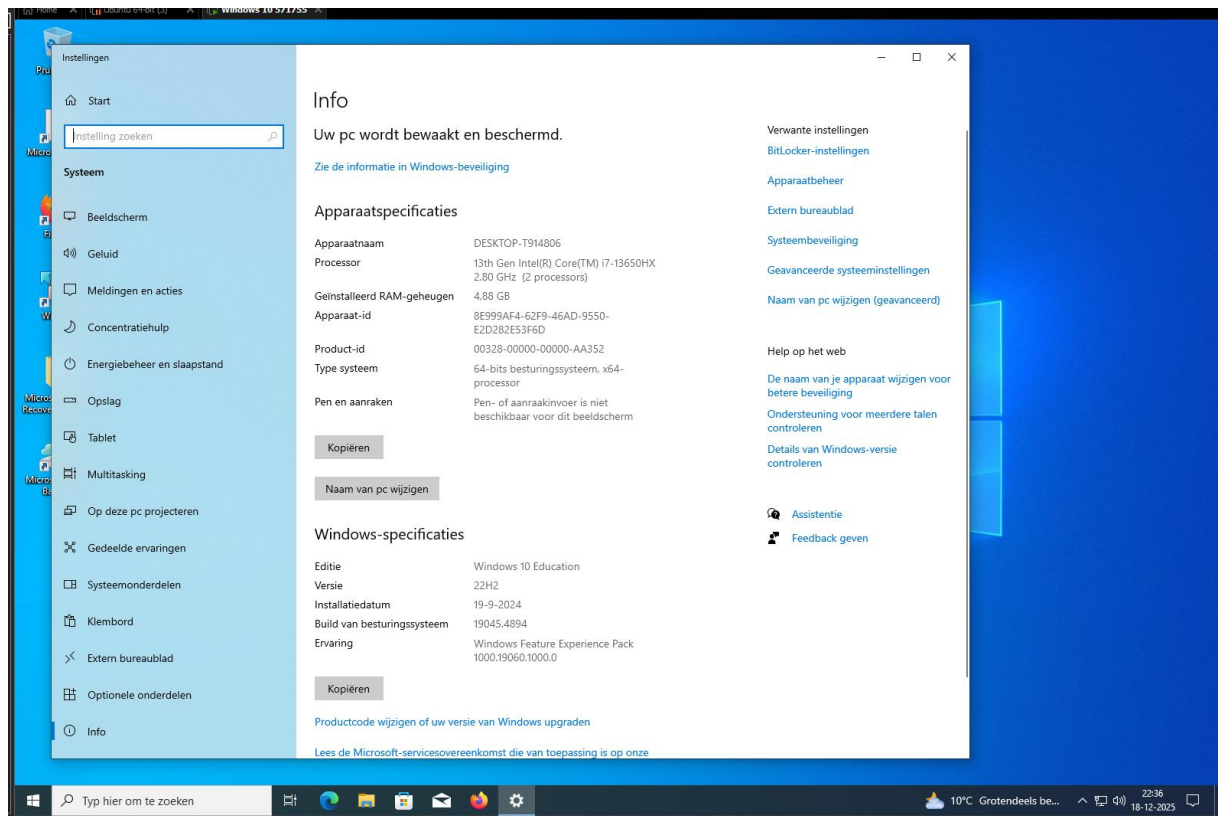 Home
Ubuntu 64-bit (3)
Windows 10 571755
Instellingen
Start
Instelling zoeken
Systeem
Beeldscherm
Geluid
Meldingen en acties
Concentratiehulp
Energiebeheer en slaapstand
Opslag
Tablet
Multitasking
Op deze pc projecteren
Gedeelde ervaringen
Systeemonderdelen
Klembord
Extern bureaublad
Optionele onderdelen
Info
Info
Uw pc wordt bewaakt en beschermd.
Zie de informatie in Windows-beveiliging
Apparaatspecificaties
Apparaatnaam DESKTOP-T914806
Processor 13th Gen Intel(R) Core(TM) i7-13650HX
2.80 GHz (2 processors)
Geïnstalleerd RAM-geheugen 4,88 GB
Apparaat-id 8E999AF4-62F9-46AD-9550-
E2D282E53F6D
Product-id 00328-00000-00000-AA352
Type systeem 64-bits besturingssysteem, x64-
processor
Pen en aanraken Pen- of aanraakinvoer is niet
beschikbaar voor dit beeldscherm
Kopiëren
Naam van pc wijzigen
Windows-specificaties
Editie Windows 10 Education
Versie 22H2
Installatiedatum 19-9-2024
Build van besturingssysteem 19045.4894
Ervaring Windows Feature Experience Pack
1000.19060.1000.0
Kopiëren
Productcode wijzigen of uw versie van Windows upgraden
Lees de Microsoft-servicesovereenkomst die van toepassing is op onze
Verwante instellingen
BitLocker-instellingen
Apparaatbeheer
Extern bureaublad
Systeembeveiliging
Geavanceerde systeeminstellingen
Naam van pc wijzigen (geavanceerd)
Help op het web
De naam van je apparaat wijzigen voor
betere beveiliging
Ondersteuning voor meerdere talen
controleren
Details van Windows-versie
controleren
Assistentie
Feedback geven
Typ hier om te zoeken
10°C Grotendeels be...
22:36
18-12-2025